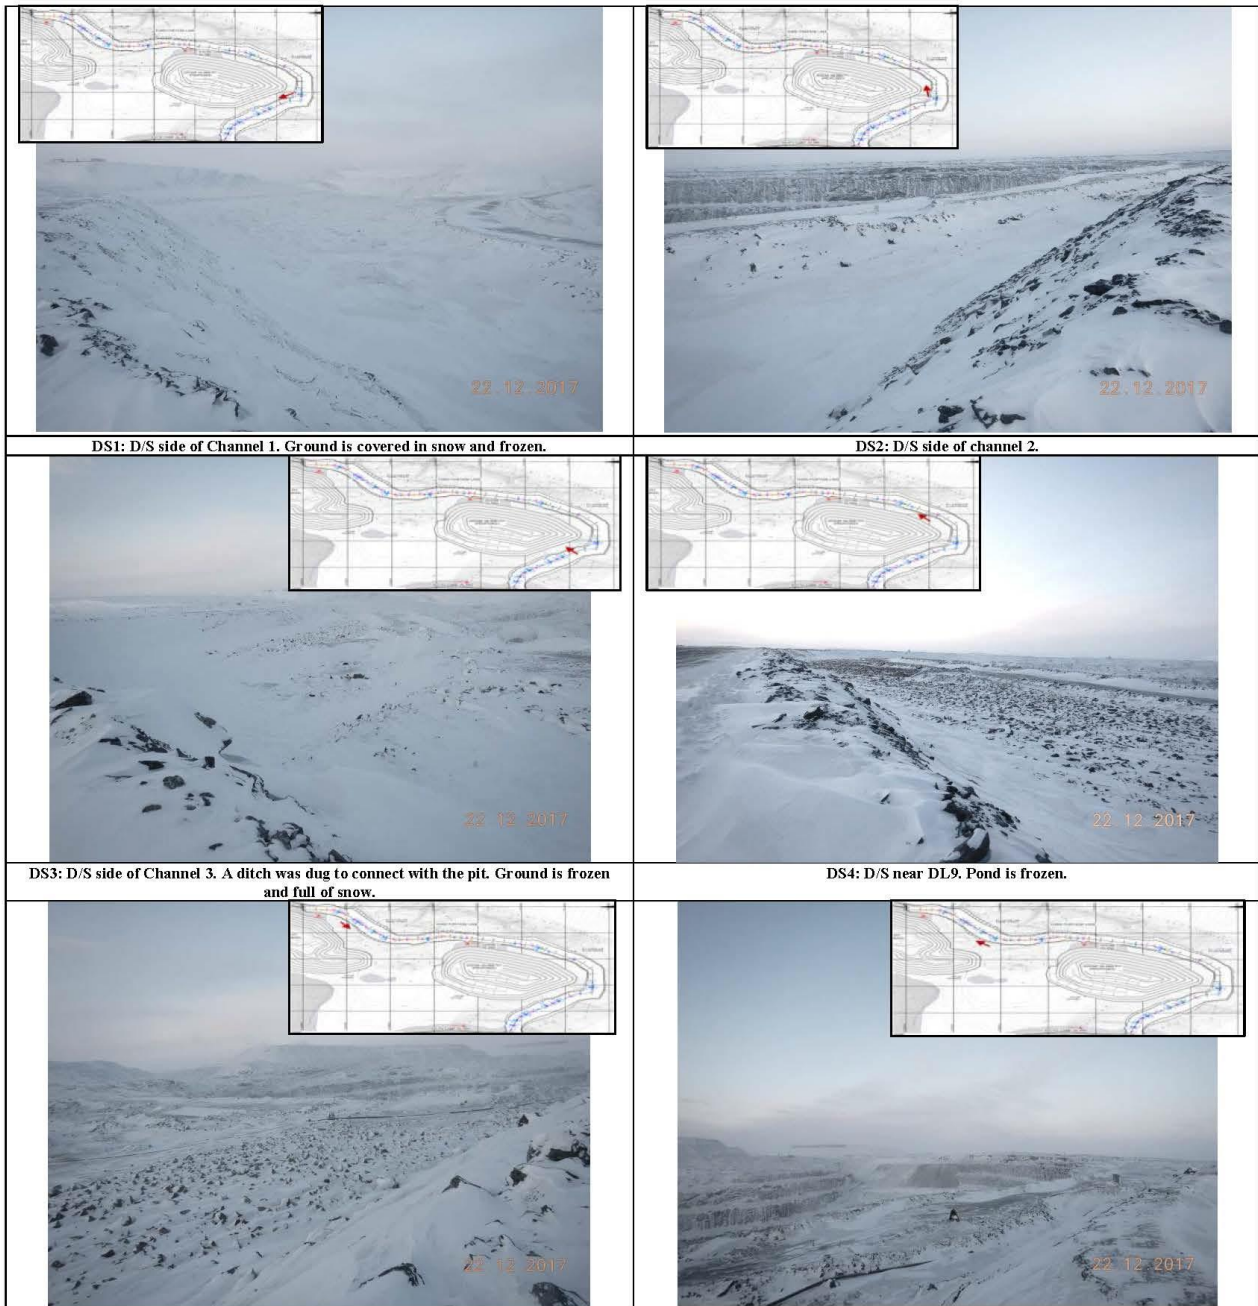 22.12.2017
22.12.2017
DS1: D/S side of Channel 1. Ground is covered in snow and frozen.
DS2: D/S side of channel 2.
22.12.2017
22.12.2017
DS3: D/S side of Channel 3. A ditch was dug to connect with the pit. Ground is frozen
and full of snow.
DS4: D/S near DL9. Pond is frozen.
22.12.2017
22.12.2017